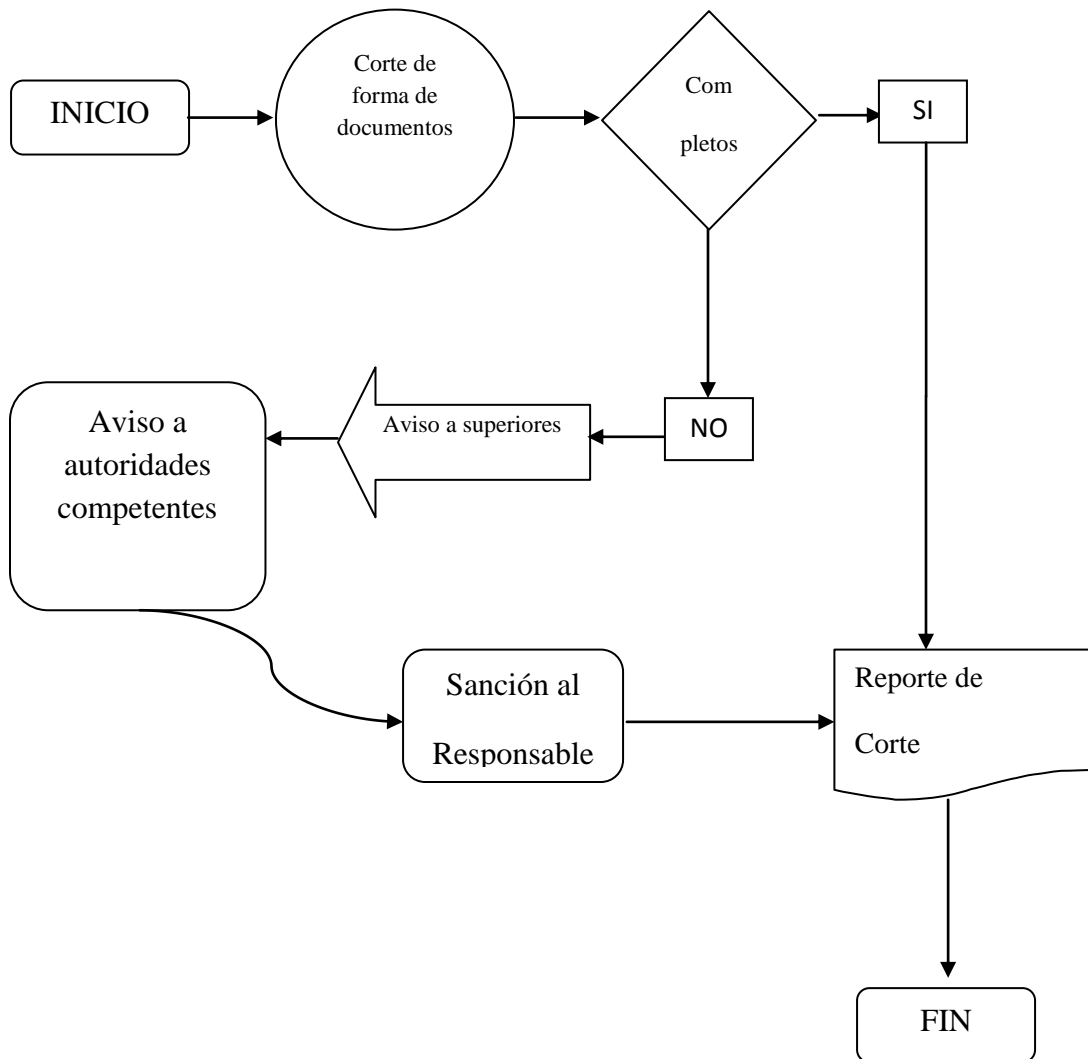 INICIO
Corte de
forma de
documentos
Com
pletos
SI
NO
Aviso a superiores
Aviso a
autoridades
competentes
Sanción al
Responsable
Reporte de
Corte
FIN